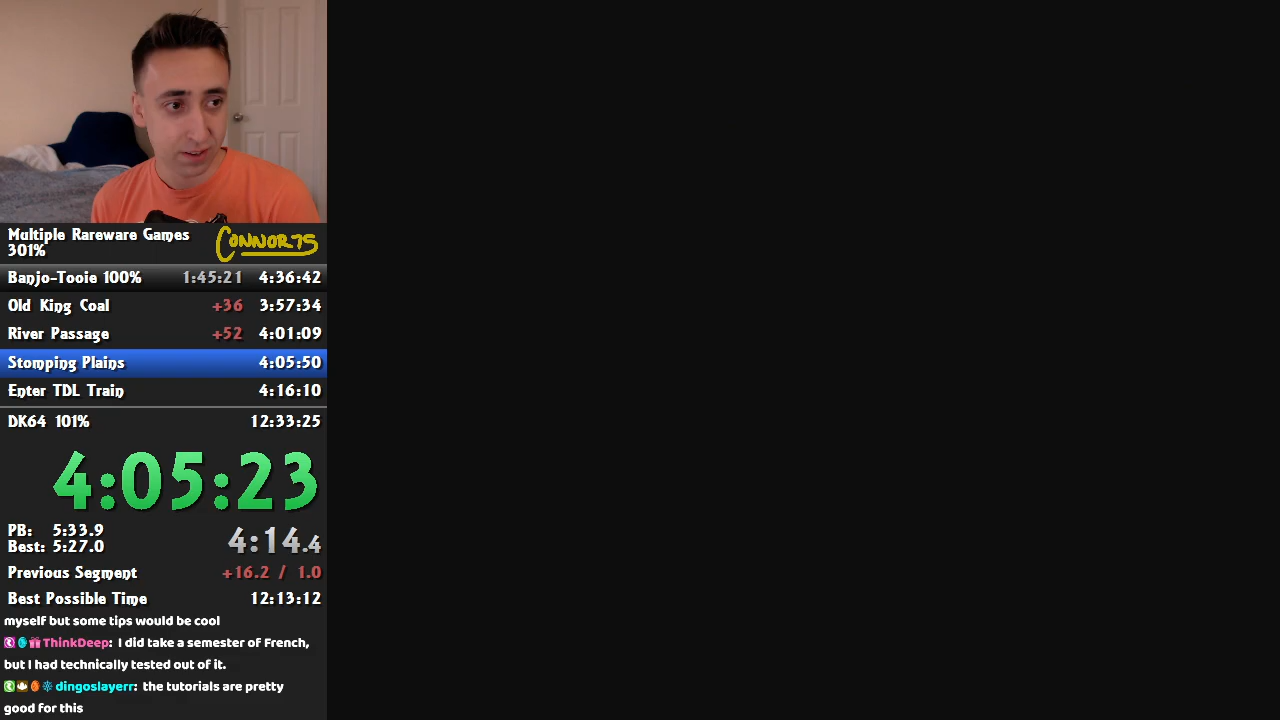 Multiple Rareware Games
301%
CONNOR75
Banjo-Tooie 100% 1:45:21 4:36:42
Old King Coal +36 3:57:34
River Passage +52 4:01:09
Stomping Plains 4:05:50
Enter TDL Train 4:16:10
DK64 101% 12:33:25
4:05:23
PB: 5:33.9
Best: 5:27.0
4:14.4
Previous Segment +16.2 / 1.0
Best Possible Time 12:13:12
myself but some tips would be cool
ThinkDeep: I did take a semester of French,
but I had technically tested out of it.
dingoslayerr: the tutorials are pretty
good for this